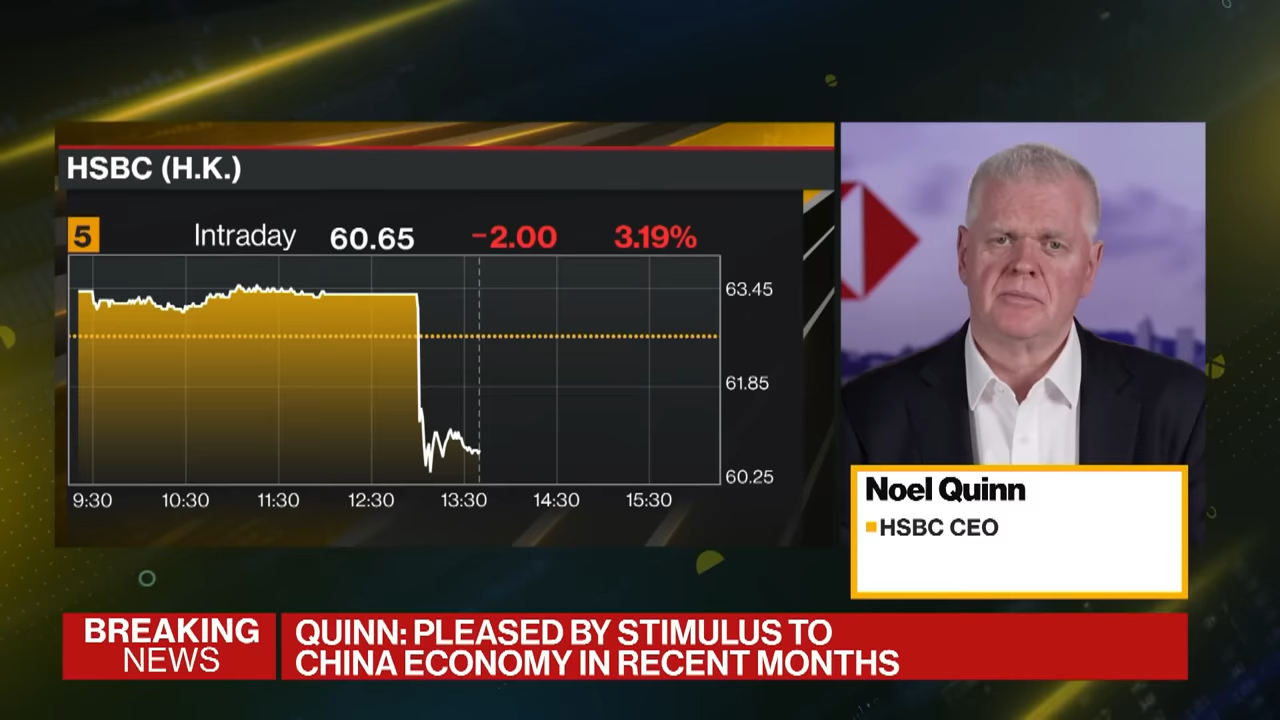 HSBC (H.K.)
5 Intraday 60.65 −2.00 3.19%
63.45
61.85
60.25
9:30 10:30 11:30 12:30 13:30 14:30 15:30
Noel Quinn
HSBC CEO
BREAKING
NEWS
QUINN: PLEASED BY STIMULUS TO
CHINA ECONOMY IN RECENT MONTHS